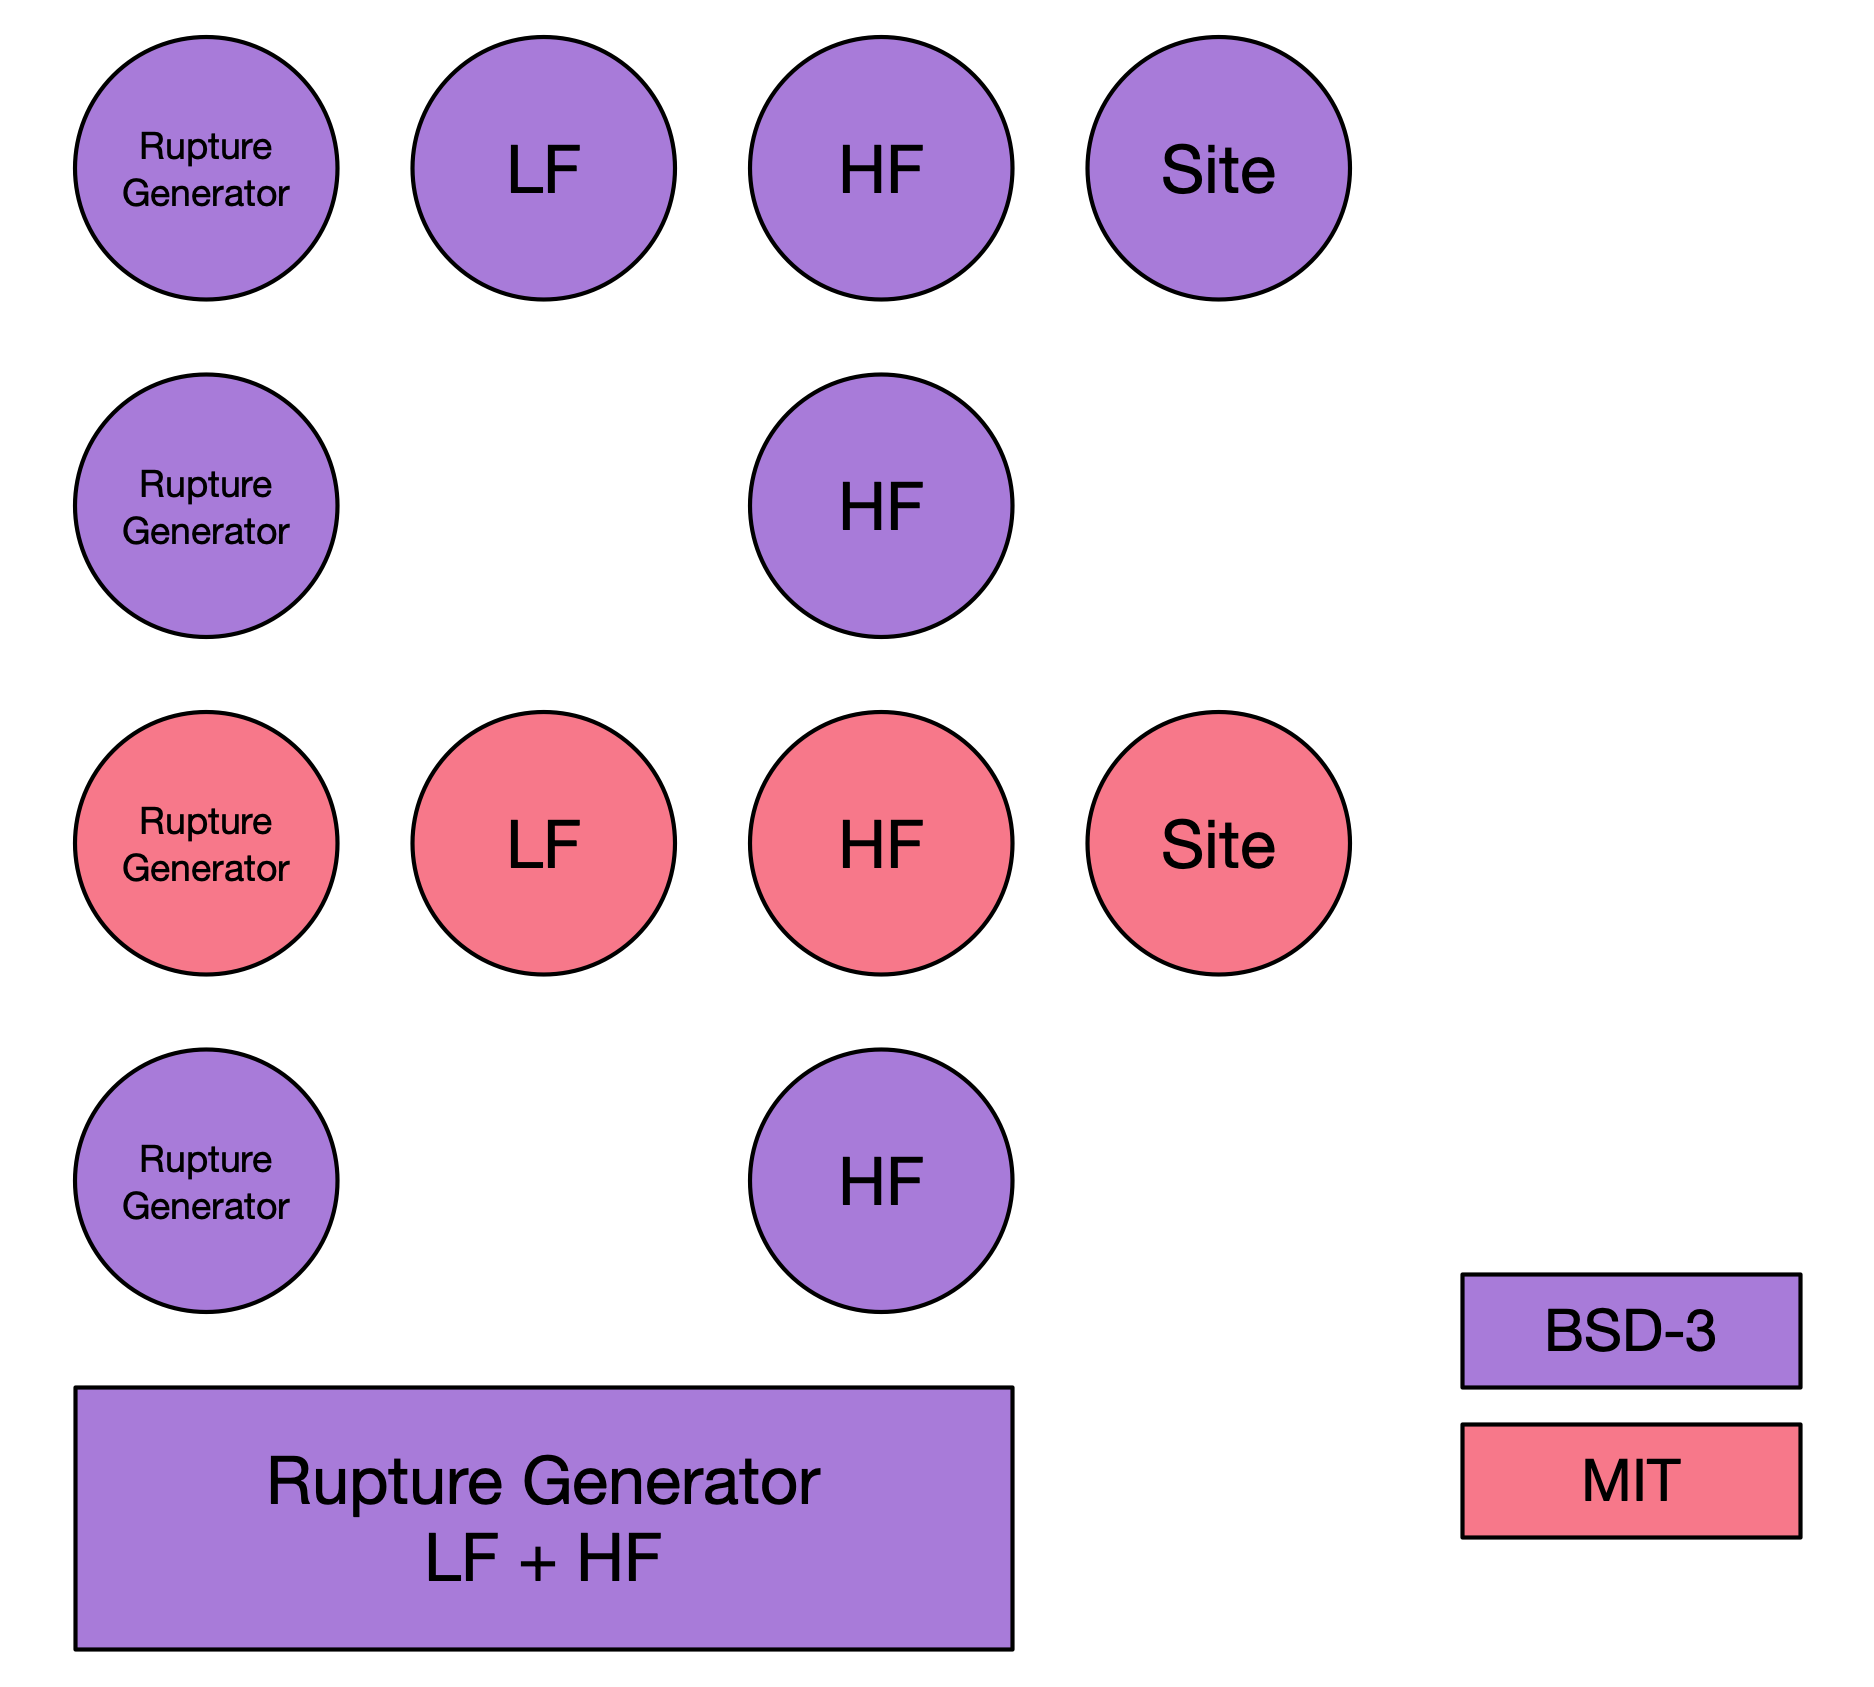 Rupture
Generator
LF
HF
Site
Rupture
Generator
HF
Rupture
Generator
LF
HF
Site
Rupture
Generator
HF
BSD-3
Rupture Generator
LF + HF
MIT